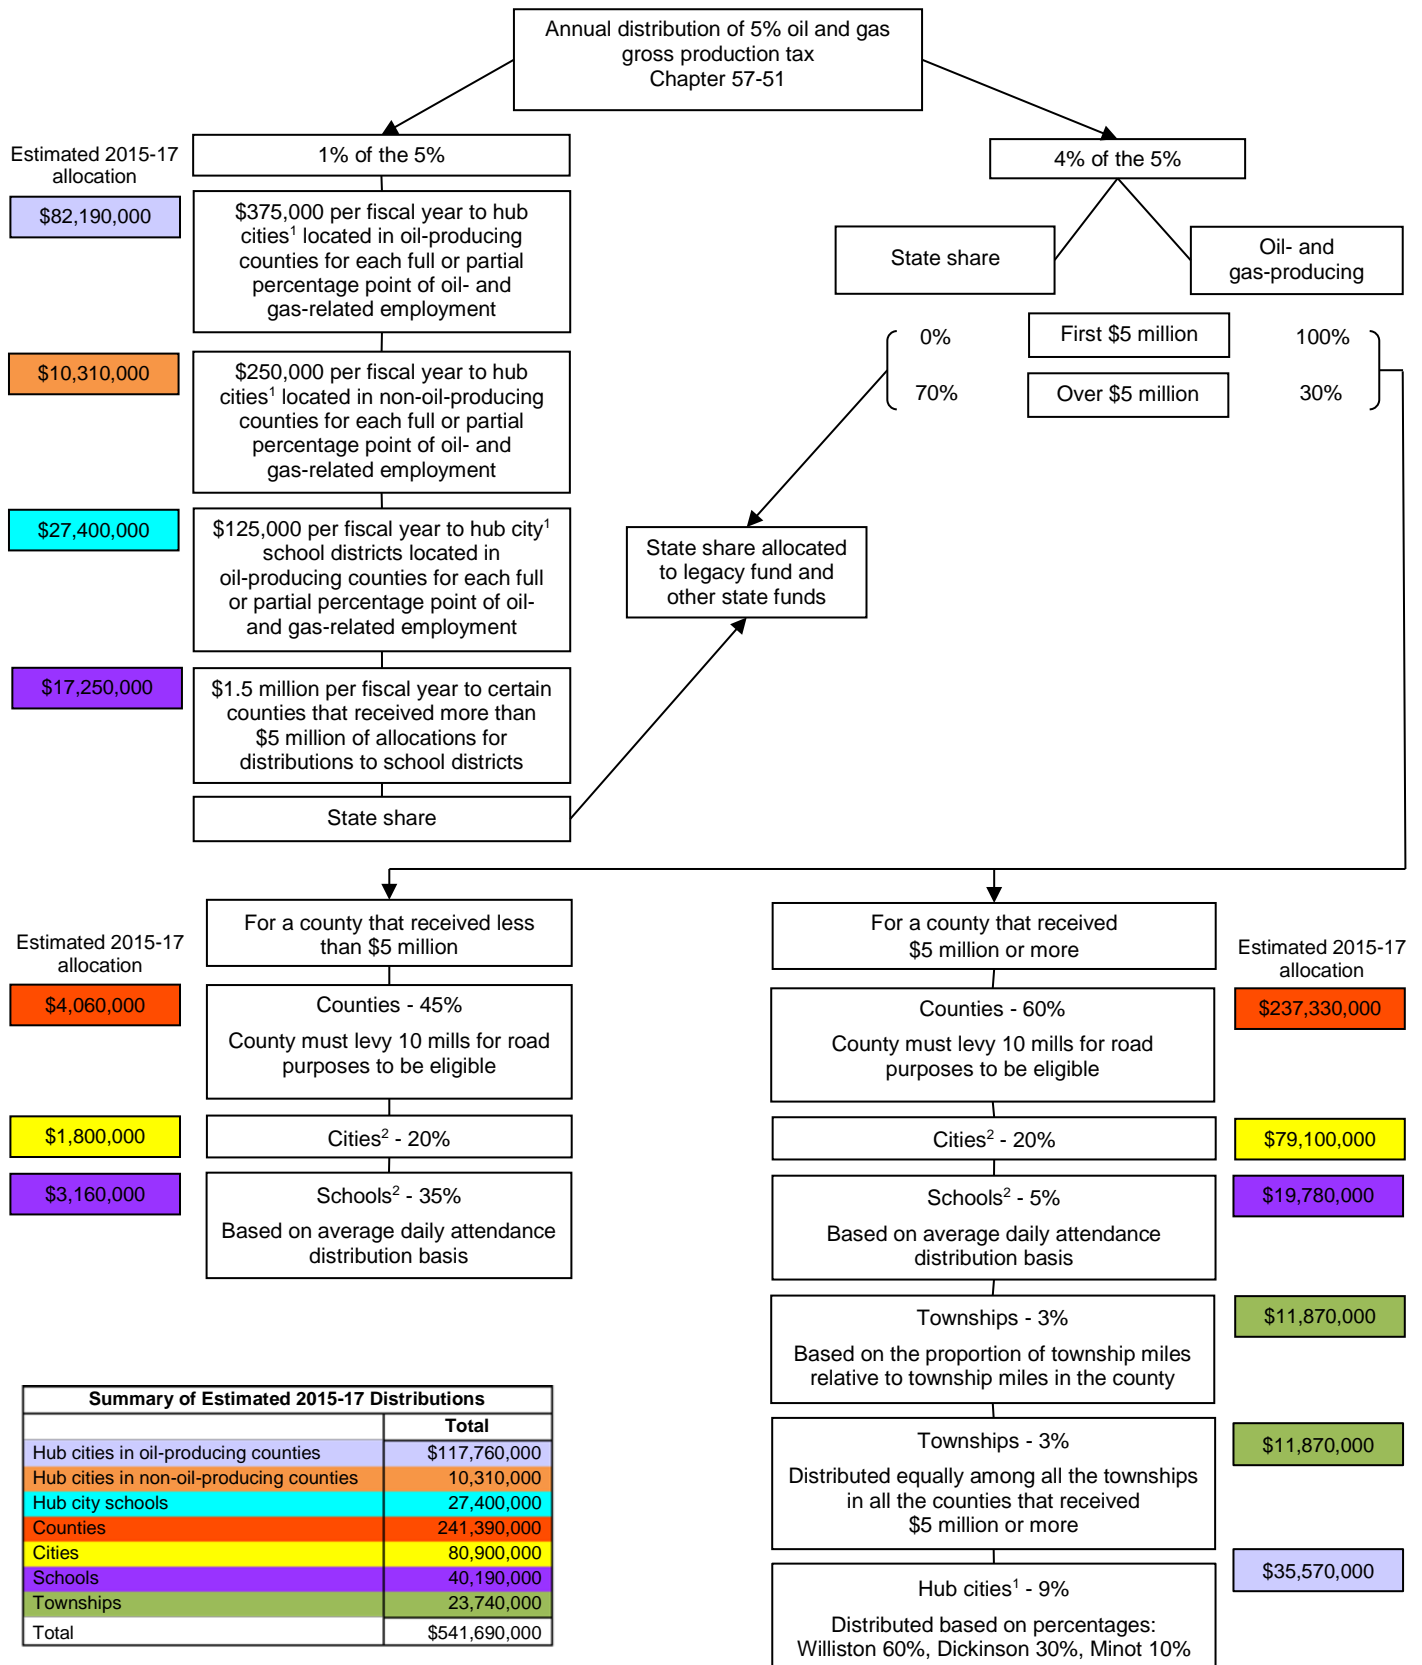 Annual distribution of 5% oil and gas
gross production tax
Chapter 57-51
1% of the 5%
4% of the 5%
Estimated 2015-17
allocation
$82,190,000
$375,000 per fiscal year to hub
cities1 located in oil-producing
counties for each full or partial
percentage point of oil- and
gas-related employment
State share
Oil- and
gas-producing
0%
First $5 million
100%
70%
Over $5 million
30%
$10,310,000
$250,000 per fiscal year to hub
cities1 located in non-oil-producing
counties for each full or partial
percentage point of oil- and
gas-related employment
$27,400,000
$125,000 per fiscal year to hub city1
school districts located in
oil-producing counties for each full
or partial percentage point of oil-
and gas-related employment
State share allocated
to legacy fund and
other state funds
$17,250,000
$1.5 million per fiscal year to certain
counties that received more than
$5 million of allocations for
distributions to school districts
State share
Estimated 2015-17
allocation
For a county that received less
than $5 million
$4,060,000
Counties - 45%
County must levy 10 mills for road
purposes to be eligible
$1,800,000
Cities2 - 20%
$3,160,000
Schools2 - 35%
Based on average daily attendance
distribution basis
For a county that received
$5 million or more
Estimated 2015-17
allocation
Counties - 60%
County must levy 10 mills for road
purposes to be eligible
$237,330,000
Cities2 - 20%
$79,100,000
Schools2 - 5%
Based on average daily attendance
distribution basis
$19,780,000
Townships - 3%
Based on the proportion of township miles
relative to township miles in the county
$11,870,000
Townships - 3%
Distributed equally among all the townships
in all the counties that received
$5 million or more
$11,870,000
Hub cities1 - 9%
Distributed based on percentages:
Williston 60%, Dickinson 30%, Minot 10%
$35,570,000
Summary of Estimated 2015-17 Distributions
Total
Hub cities in oil-producing counties $117,760,000
Hub cities in non-oil-producing counties 10,310,000
Hub city schools 27,400,000
Counties 241,390,000
Cities 80,900,000
Schools 40,190,000
Townships 23,740,000
Total $541,690,000